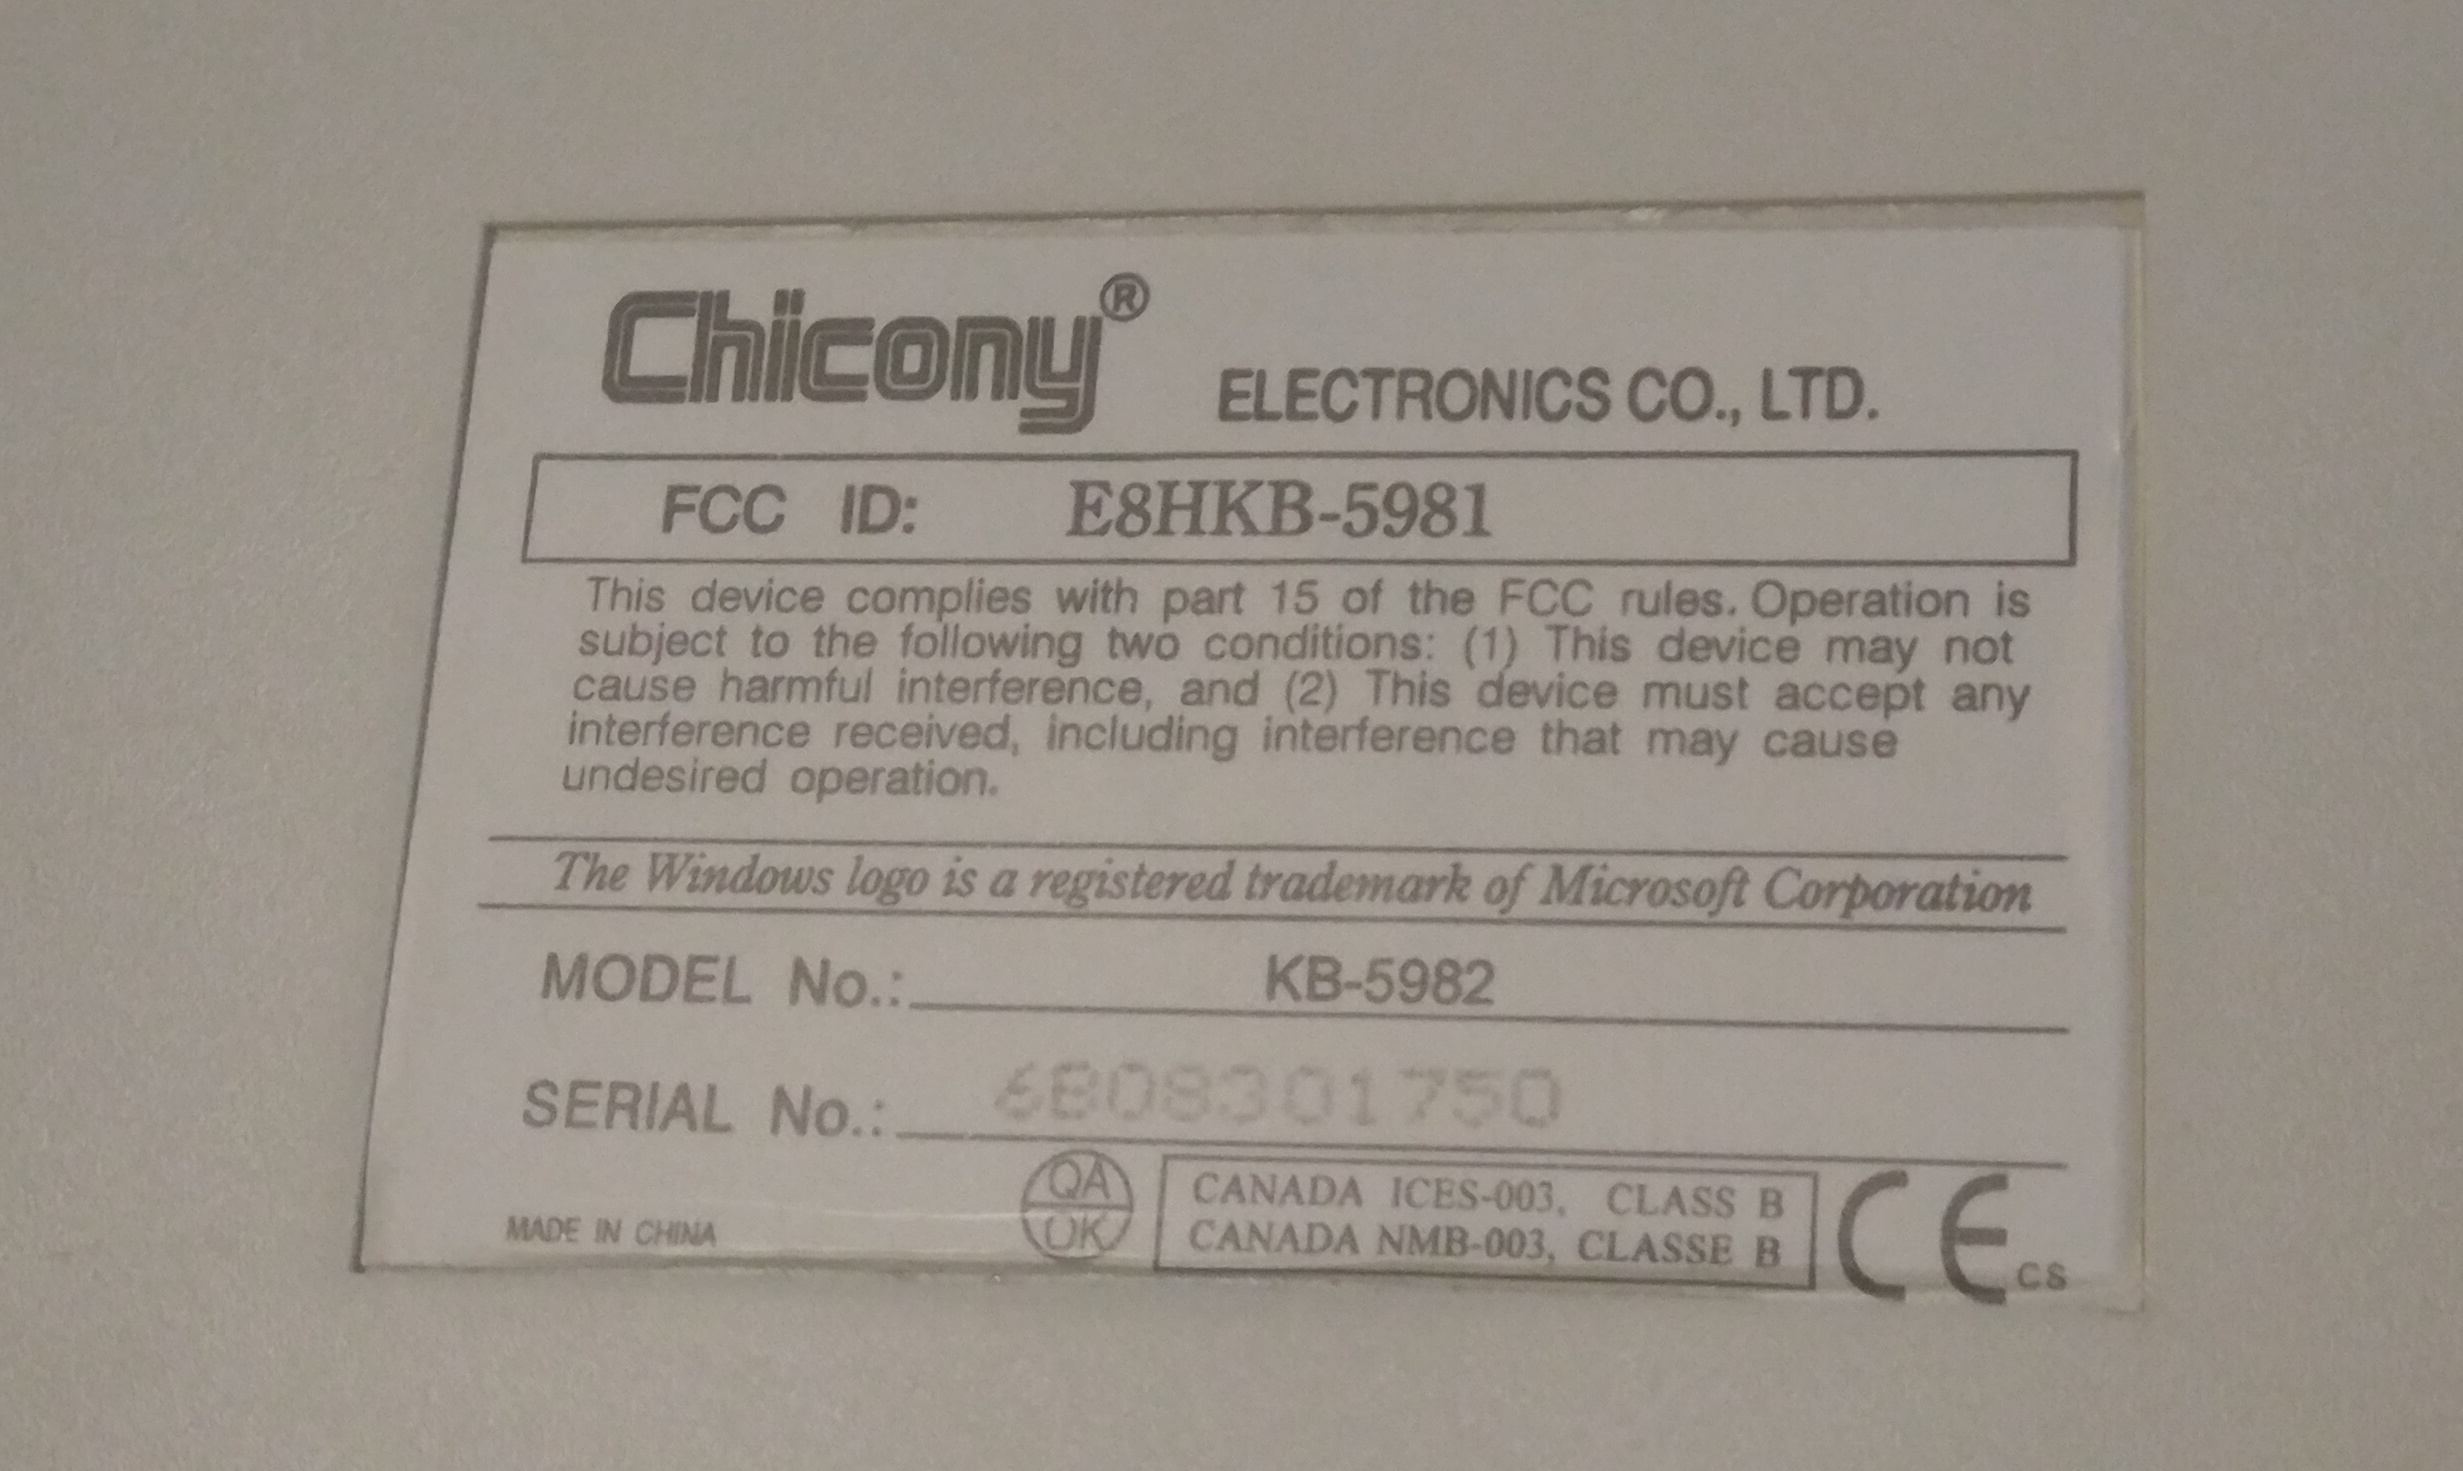 Chicony® ELECTRONICS CO., LTD.
FCC ID: E8HKB-5981
This device complies with part 15 of the FCC rules. Operation is
subject to the following two conditions: (1) This device may not
cause harmful interference, and (2) This device must accept any
interference received, including interference that may cause
undesired operation.
The Windows logo is a registered trademark of Microsoft Corporation
MODEL No.: KB-5982
SERIAL No.: 6B08301750
QA
OK
CANADA ICES-003, CLASS B
CANADA NMB-003, CLASSE B
CE
CS
MADE IN CHINA